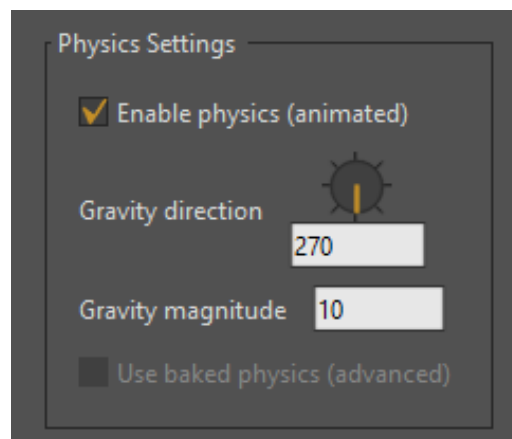 Physics Settings
Enable physics (animated)
Gravity direction
270
Gravity magnitude 10
Use baked physics (advanced)